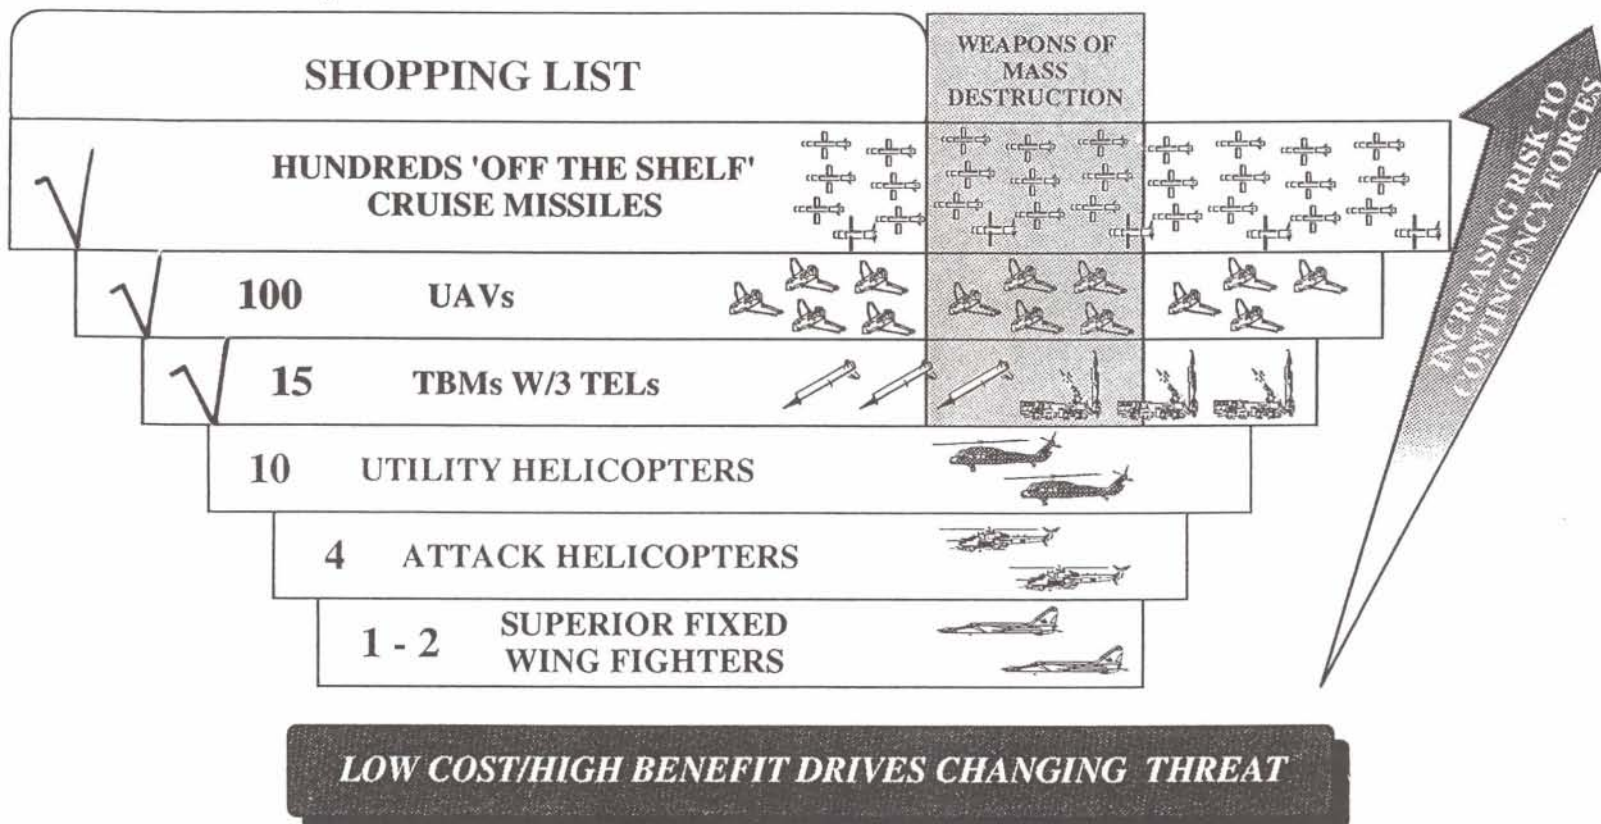 SHOPPING LIST
WEAPONS OF
MASS
DESTRUCTION
HUNDREDS 'OFF THE SHELF'
CRUISE MISSILES
100 UAVs
15 TBMs W/3 TELs
10 UTILITY HELICOPTERS
4 ATTACK HELICOPTERS
1 - 2 SUPERIOR FIXED
WING FIGHTERS
INCREASING RISK TO
CONTINGENCY FORCES
LOW COST/HIGH BENEFIT DRIVES CHANGING THREAT